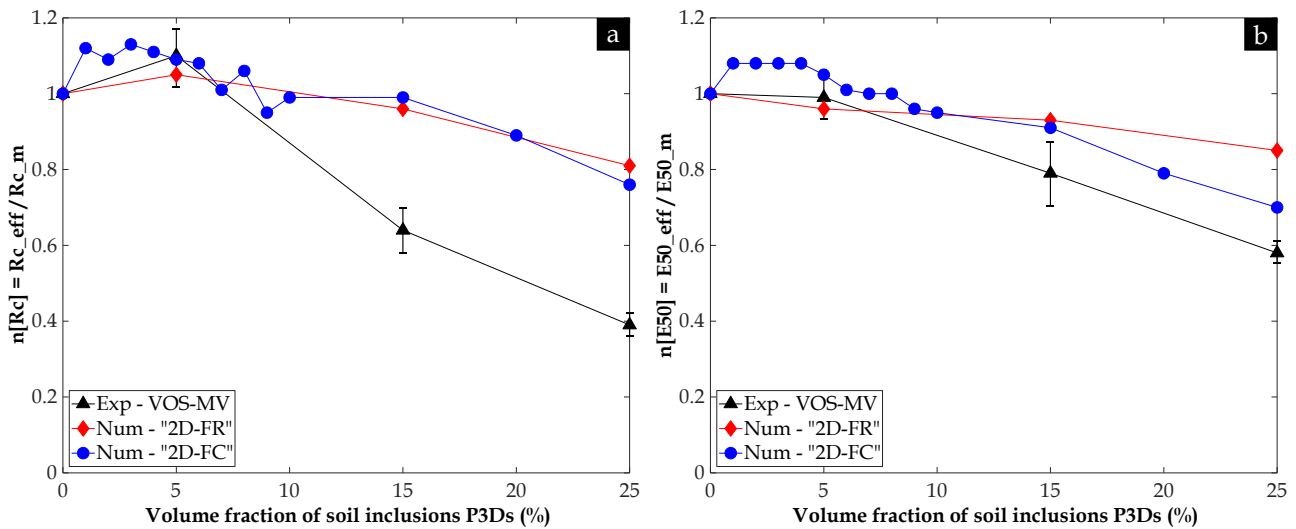 a
n[Rc] = Rc_eff / Rc_m
1.2
1
0.8
0.6
0.4
0.2
0
Exp - VOS-MV
Num - "2D-FR"
Num - "2D-FC"
0 5 10 15 20 25
Volume fraction of soil inclusions P3Ds (%)
b
n[E50] = E50_eff / E50_m
1.2
1
0.8
0.6
0.4
0.2
0
Exp - VOS-MV
Num - "2D-FR"
Num - "2D-FC"
0 5 10 15 20 25
Volume fraction of soil inclusions P3Ds (%)